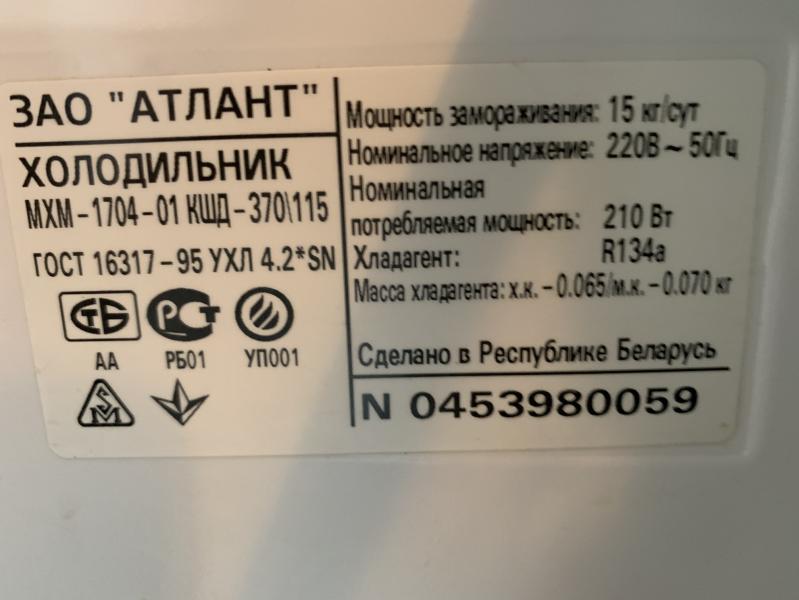 ЗАО "АТЛАНТ"
ХОЛОДИЛЬНИК
МХМ-1704-01 КШД-370\115
ГОСТ 16317-95 УХЛ 4.2*SN
СТБ
РСТ
АА
РБ01
УП001
Мощность замораживания: 15 кг/сут
Номинальное напряжение: 220В ~ 50Гц
Номинальная
потребляемая мощность: 210 Вт
Хладагент: R134a
Масса хладагента: х.к.-0.065/м.к.-0.070 кг
Сделано в Республике Беларусь
N 0453980059